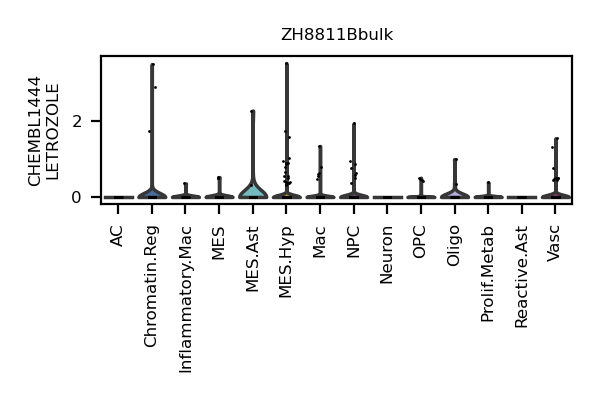 ZH8811Bbulk
CHEMBL1444
LETROZOLE
2
0
AC
Chromatin.Reg
Inflammatory.Mac
MES
MES.Ast
MES.Hyp
Mac
NPC
Neuron
OPC
Oligo
Prolif.Metab
Reactive.Ast
Vasc